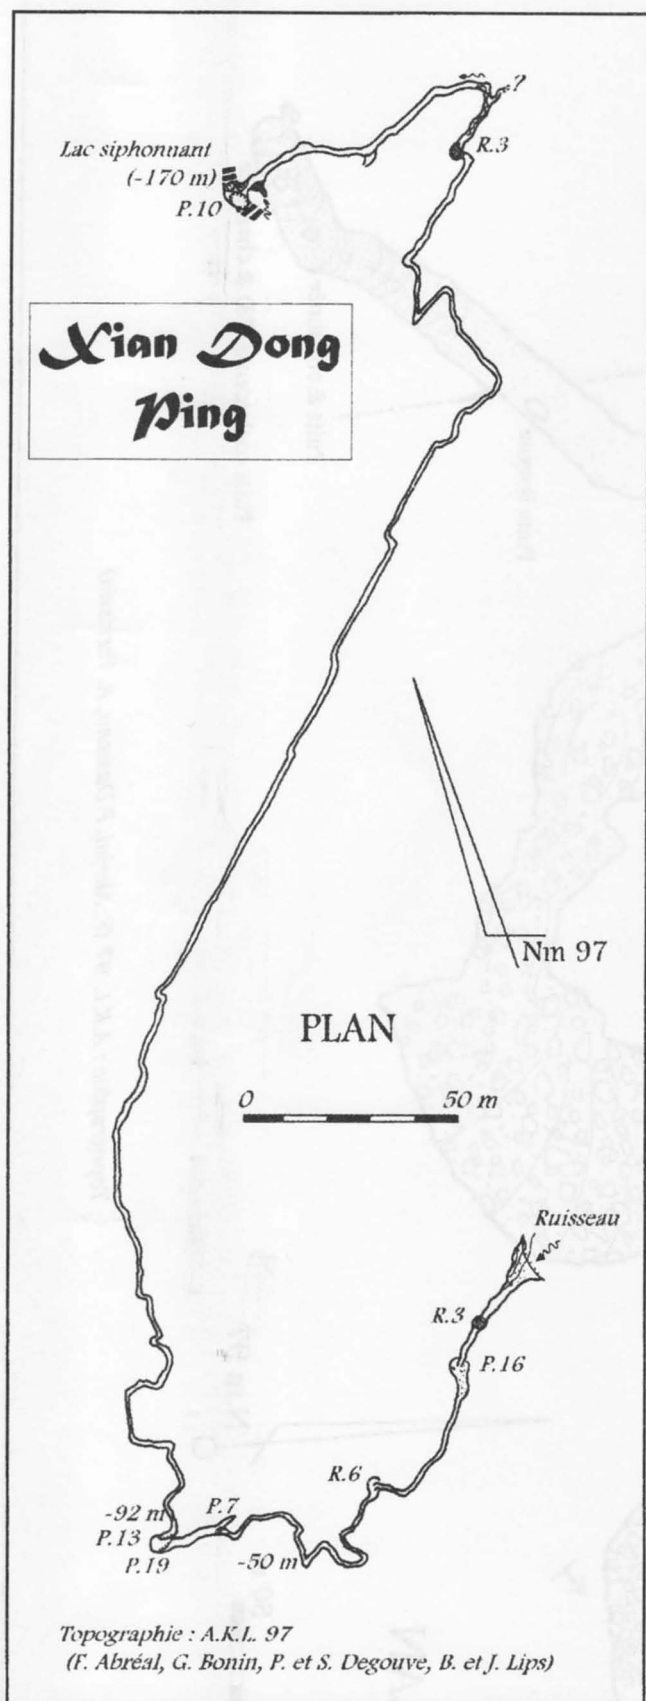 ?
R.3
Lac siphonnant
(-170 m)
P.10
Xian Dong
Ping
Nm 97
PLAN
0 50 m
Ruisseau
R.3
P.16
R.6
P.7
-92 m
P.13
P.19
-50 m
Topographie : A.K.L. 97
(F. Abréal, G. Bonin, P. et S. Degouve, B. et J. Lips)